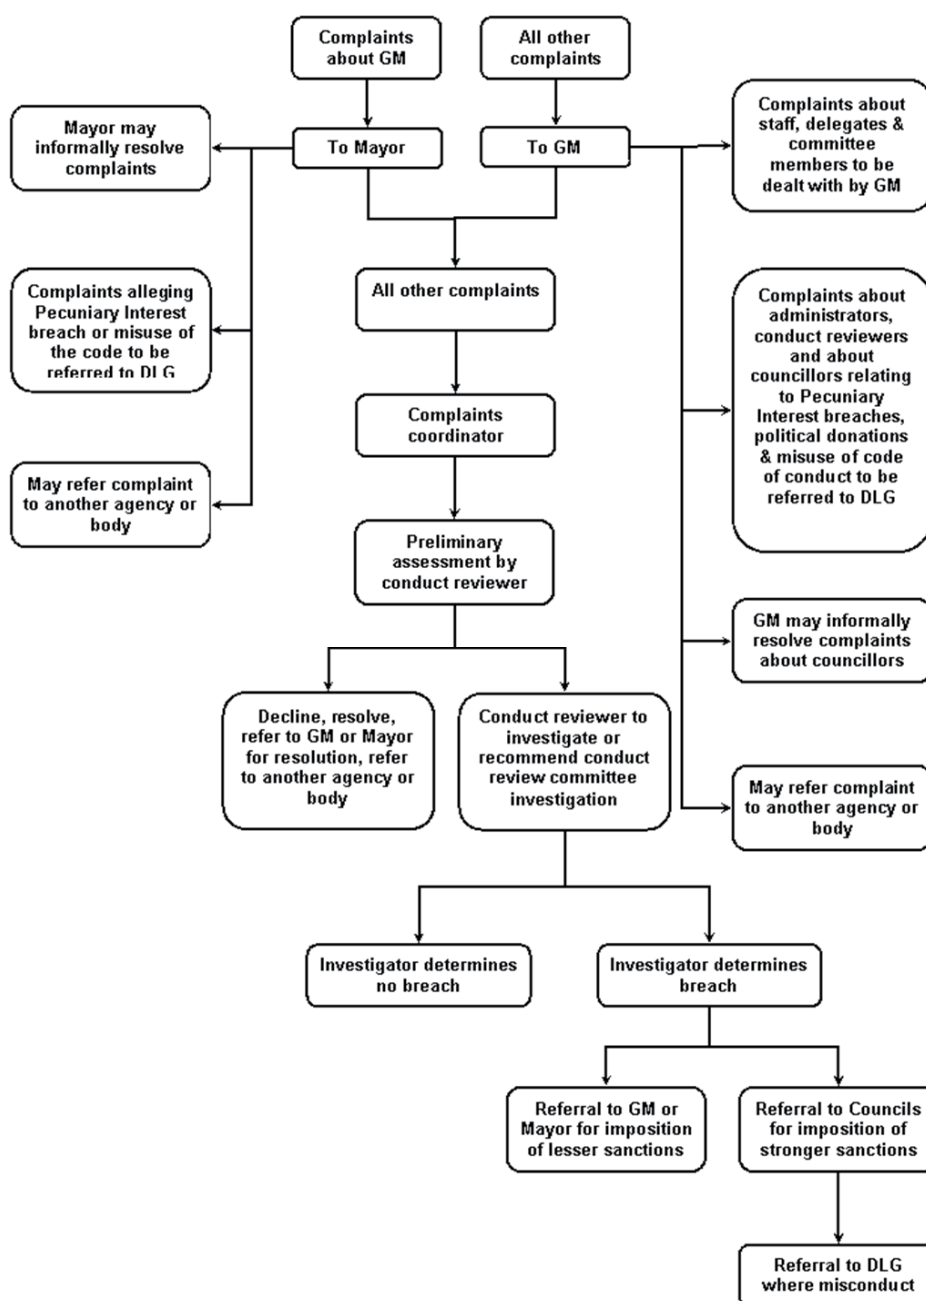 Complaints
about GM
All other
complaints
Mayor may
informally resolve
complaints
To Mayor
To GM
Complaints about
staff, delegates &
committee
members to be
dealt with by GM
All other complaints
Complaints alleging
Pecuniary Interest
breach or misuse of
the code to be
referred to DLG
Complaints about
administrators,
conduct reviewers
and about
councillors relating
to Pecuniary
Interest breaches,
political donations
& misuse of code
of conduct to be
referred to DLG
Complaints
coordinator
May refer complaint
to another agency or
body
Preliminary
assessment by
conduct reviewer
GM may informally
resolve complaints
about councillors
Decline, resolve,
refer to GM or Mayor
for resolution, refer
to another agency or
body
Conduct reviewer to
investigate or
recommend conduct
review committee
investigation
May refer complaint
to another agency or
body
Investigator determines
no breach
Investigator determines
breach
Referral to GM or
Mayor for imposition
of lesser sanctions
Referral to Councils
for imposition of
stronger sanctions
Referral to DLG
where misconduct